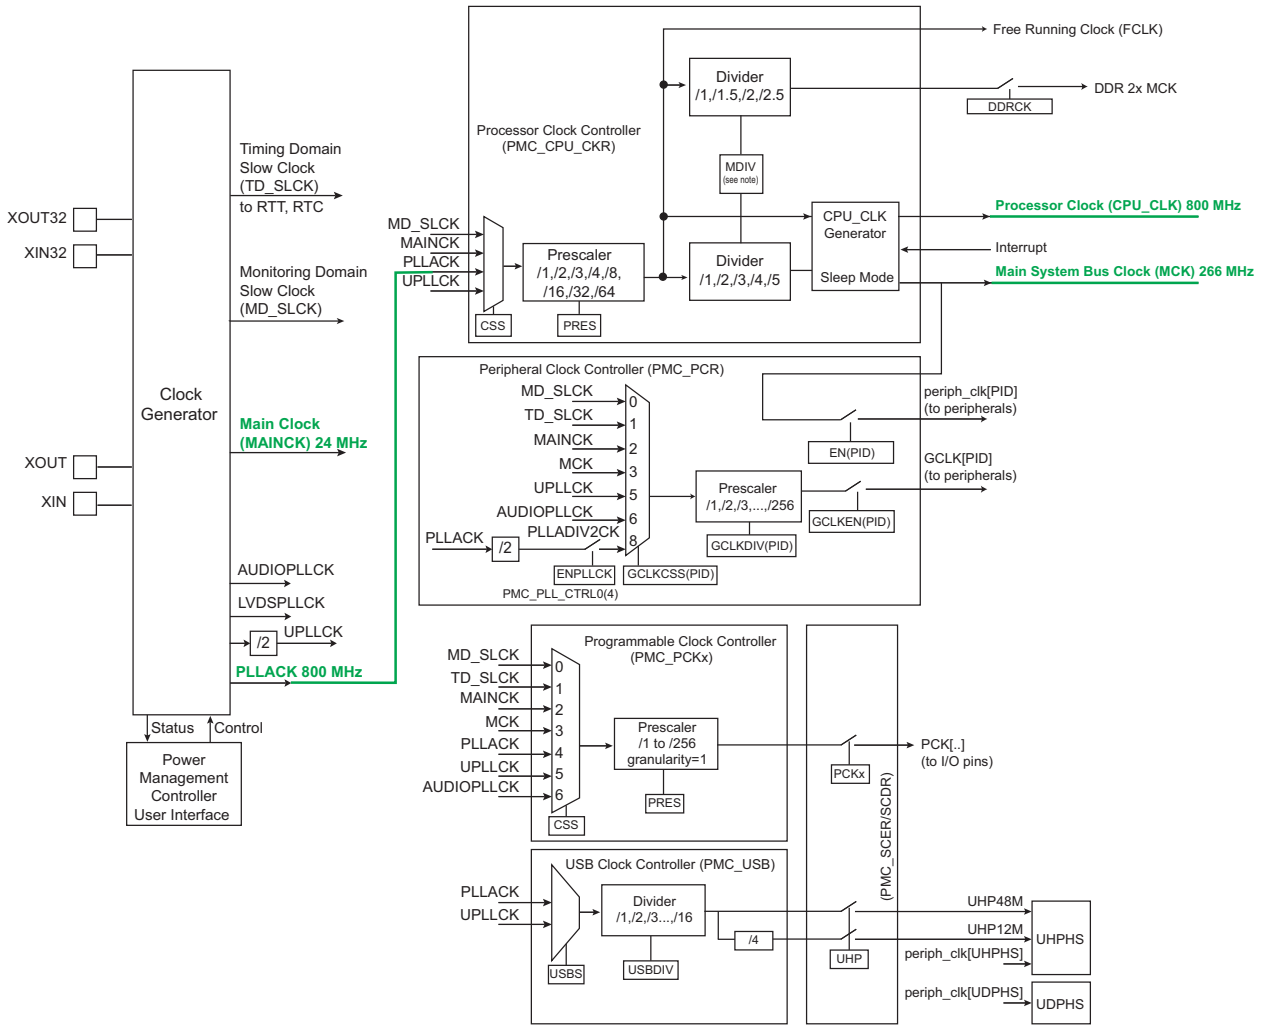 XOUT32
XIN32
XOUT
XIN
Clock
Generator
Timing Domain
Slow Clock
(TD_SLCK)
to RTT, RTC
Monitoring Domain
Slow Clock
(MD_SLCK)
Main Clock
(MAINCK) 24 MHz
AUDIOPLLCK
LVDSPLLCK
/2
UPLLCK
PLLACK 800 MHz
Status
Control
Power
Management
Controller
User Interface
Processor Clock Controller
(PMC_CPU_CKR)
MD_SLCK
MAINCK
PLLACK
UPLLCK
CSS
Prescaler
/1,/2,/3,/4,/8,
/16,/32,/64
PRES
Divider
/1,/1.5,/2,/2.5
MDIV
(see note)
Divider
/1,/2,/3,/4,/5
CPU_CLK
Generator
Sleep Mode
Free Running Clock (FCLK)
DDR 2x MCK
DDRCK
Processor Clock (CPU_CLK) 800 MHz
Interrupt
Main System Bus Clock (MCK) 266 MHz
Peripheral Clock Controller (PMC_PCR)
MD_SLCK
0
TD_SLCK
1
MAINCK
2
MCK
3
UPLLCK
5
AUDIOPLLCK
6
PLLACK
/2
PLLADIV2CK
8
ENPLLCK
GCLKCSS(PID)
PMC_PLL_CTRL0(4)
Prescaler
/1,/2,/3,...,/256
GCLKDIV(PID)
EN(PID)
GCLKEN(PID)
periph_clk[PID]
(to peripherals)
GCLK[PID]
(to peripherals)
Programmable Clock Controller
(PMC_PCKx)
MD_SLCK
0
TD_SLCK
1
MAINCK
2
MCK
3
PLLACK
4
UPLLCK
5
AUDIOPLLCK
6
CSS
Prescaler
/1 to /256
granularity=1
PRES
PCKx
PCK[..]
(to I/O pins)
(PMC_SCER/SCDR)
USB Clock Controller (PMC_USB)
PLLACK
UPLLCK
USBS
Divider
/1,/2,/3...,/16
USBDIV
/4
UHP
UHP48M
UHP12M
periph_clk[UHPHS]
UHPHS
periph_clk[UDPHS]
UDPHS